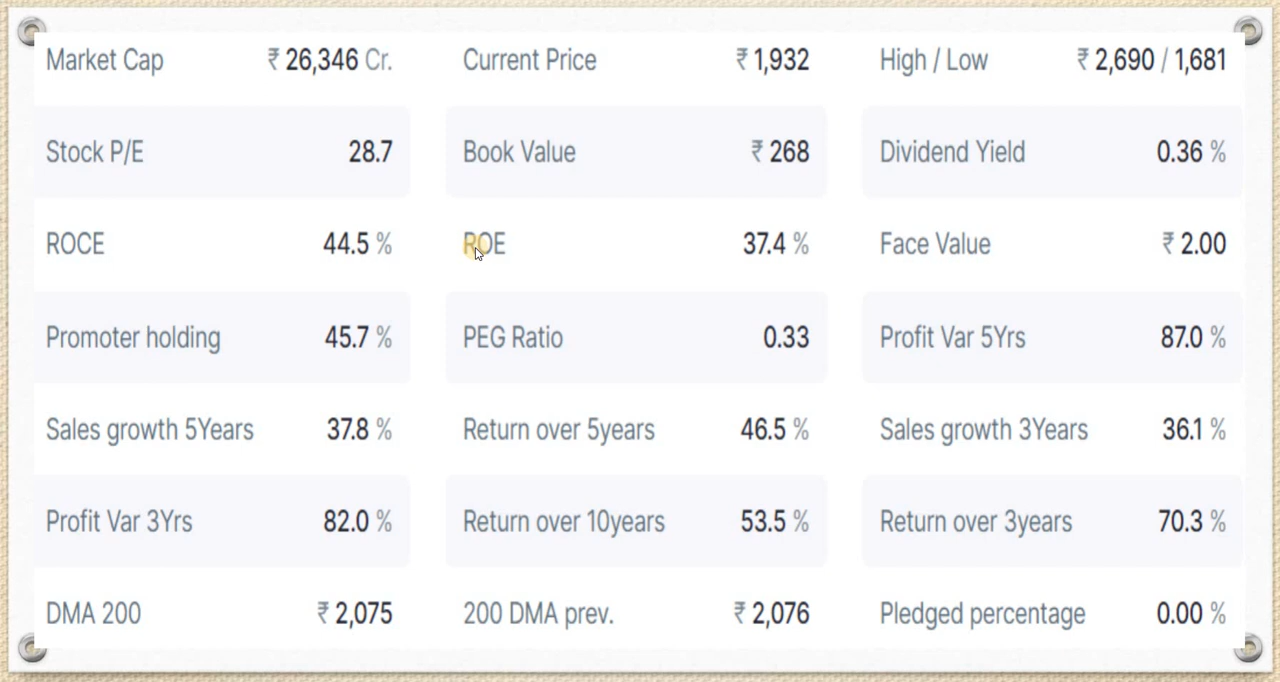 Market Cap ₹ 26,346 Cr. Current Price ₹ 1,932 High / Low ₹ 2,690 / 1,681
Stock P/E 28.7 Book Value ₹ 268 Dividend Yield 0.36 %
ROCE 44.5 % ROE 37.4 % Face Value ₹ 2.00
Promoter holding 45.7 % PEG Ratio 0.33 Profit Var 5Yrs 87.0 %
Sales growth 5Years 37.8 % Return over 5years 46.5 % Sales growth 3Years 36.1 %
Profit Var 3Yrs 82.0 % Return over 10years 53.5 % Return over 3years 70.3 %
DMA 200 ₹ 2,075 200 DMA prev. ₹ 2,076 Pledged percentage 0.00 %